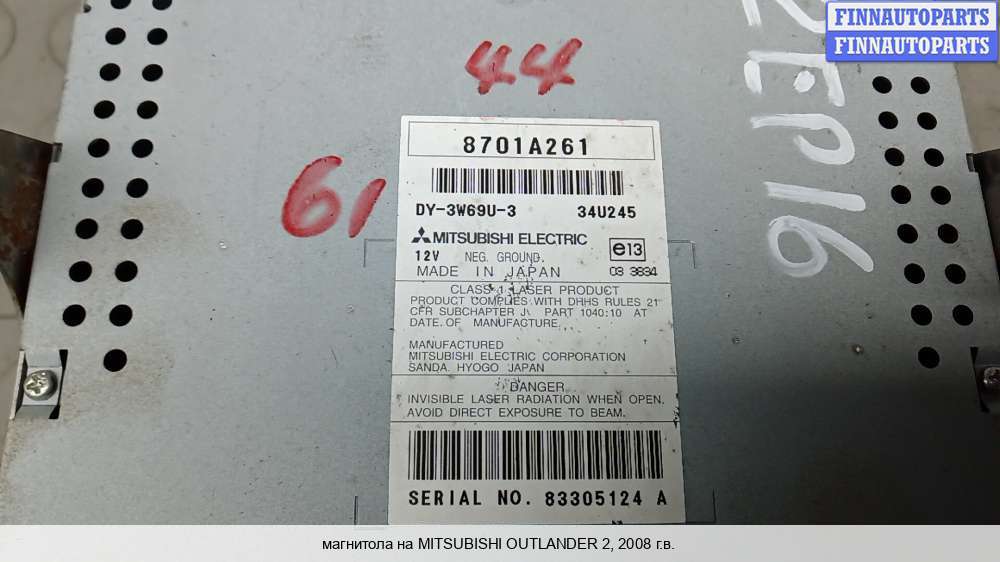 FINNAUTOPARTS
FINNAUTOPARTS
44
61
8701A261
DY-3W69U-3 34U245
MITSUBISHI ELECTRIC
12V NEG. GROUND. e13
MADE IN JAPAN 03 3834
CLASS 1 LASER PRODUCT
PRODUCT COMPLIES WITH DHHS RULES 21
CFR SUBCHAPTER J, PART 1040:10 AT
DATE OF MANUFACTURE.
MANUFACTURED
MITSUBISHI ELECTRIC CORPORATION
SANDA. HYOGO JAPAN
DANGER
INVISIBLE LASER RADIATION WHEN OPEN.
AVOID DIRECT EXPOSURE TO BEAM.
SERIAL NO. 83305124 A
магнитола на MITSUBISHI OUTLANDER 2, 2008 г.в.